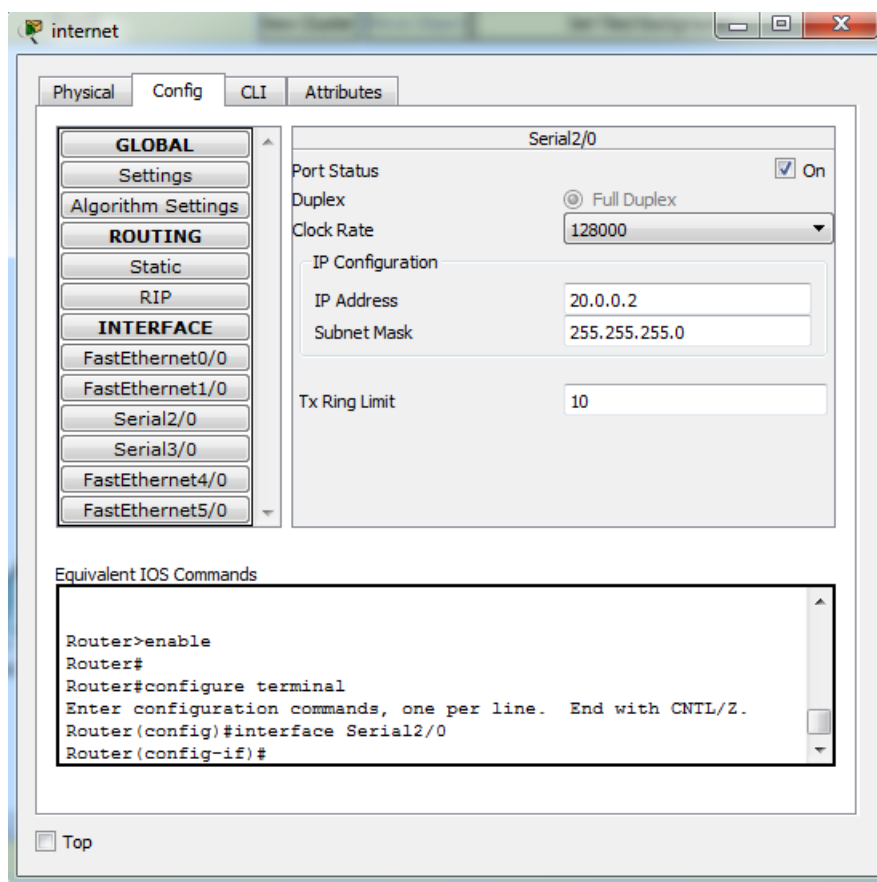 internet
Physical Config CLI Attributes
GLOBAL
Settings
Algorithm Settings
ROUTING
Static
RIP
INTERFACE
FastEthernet0/0
FastEthernet1/0
Serial2/0
Serial3/0
FastEthernet4/0
FastEthernet5/0
Serial2/0
Port Status On
Duplex Full Duplex
Clock Rate 128000
IP Configuration
IP Address 20.0.0.2
Subnet Mask 255.255.255.0
Tx Ring Limit 10
Equivalent IOS Commands
Router>enable
Router#
Router#configure terminal
Enter configuration commands, one per line. End with CNTL/Z.
Router(config)#interface Serial2/0
Router(config-if)#
Top